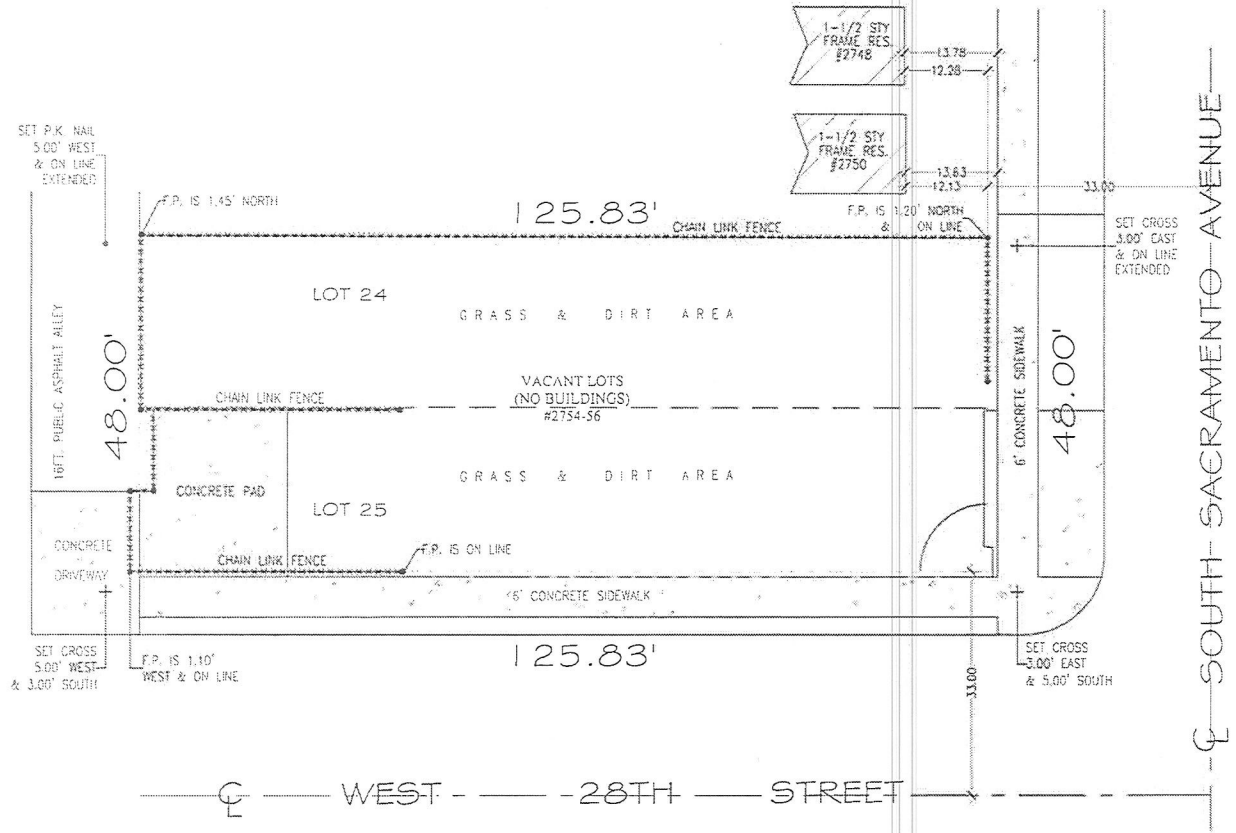 1-1/2 STY
FRAME RES.
#2748
13.78
12.28
SET P.K. NAIL
5.00' WEST
& ON LINE
EXTENDED
1-1/2 STY
FRAME RES.
#2750
13.63
12.13
33.00
F.P. IS 1.45' NORTH
125.83'
F.P. IS 1.20' NORTH
& ON LINE
CHAIN LINK FENCE
SET CROSS
3.00' EAST
& ON LINE
EXTENDED
LOT 24
GRASS & DIRT AREA
16FT. PUBLIC ASPHALT ALLEY
48.00'
VACANT LOTS
(NO BUILDINGS)
#2754-56
CHAIN LINK FENCE
6' CONCRETE SIDEWALK
48.00'
SOUTH SACRAMENTO AVENUE
CONCRETE PAD
GRASS & DIRT AREA
LOT 25
CONCRETE
DRIVEWAY
CHAIN LINK FENCE
F.P. IS ON LINE
6' CONCRETE SIDEWALK
SET CROSS
5.00' WEST
& 3.00' SOUTH
F.P. IS 1.10'
WEST & ON LINE
125.83'
33.00
SET CROSS
3.00' EAST
& 5.00' SOUTH
CL
CL WEST 28TH STREET